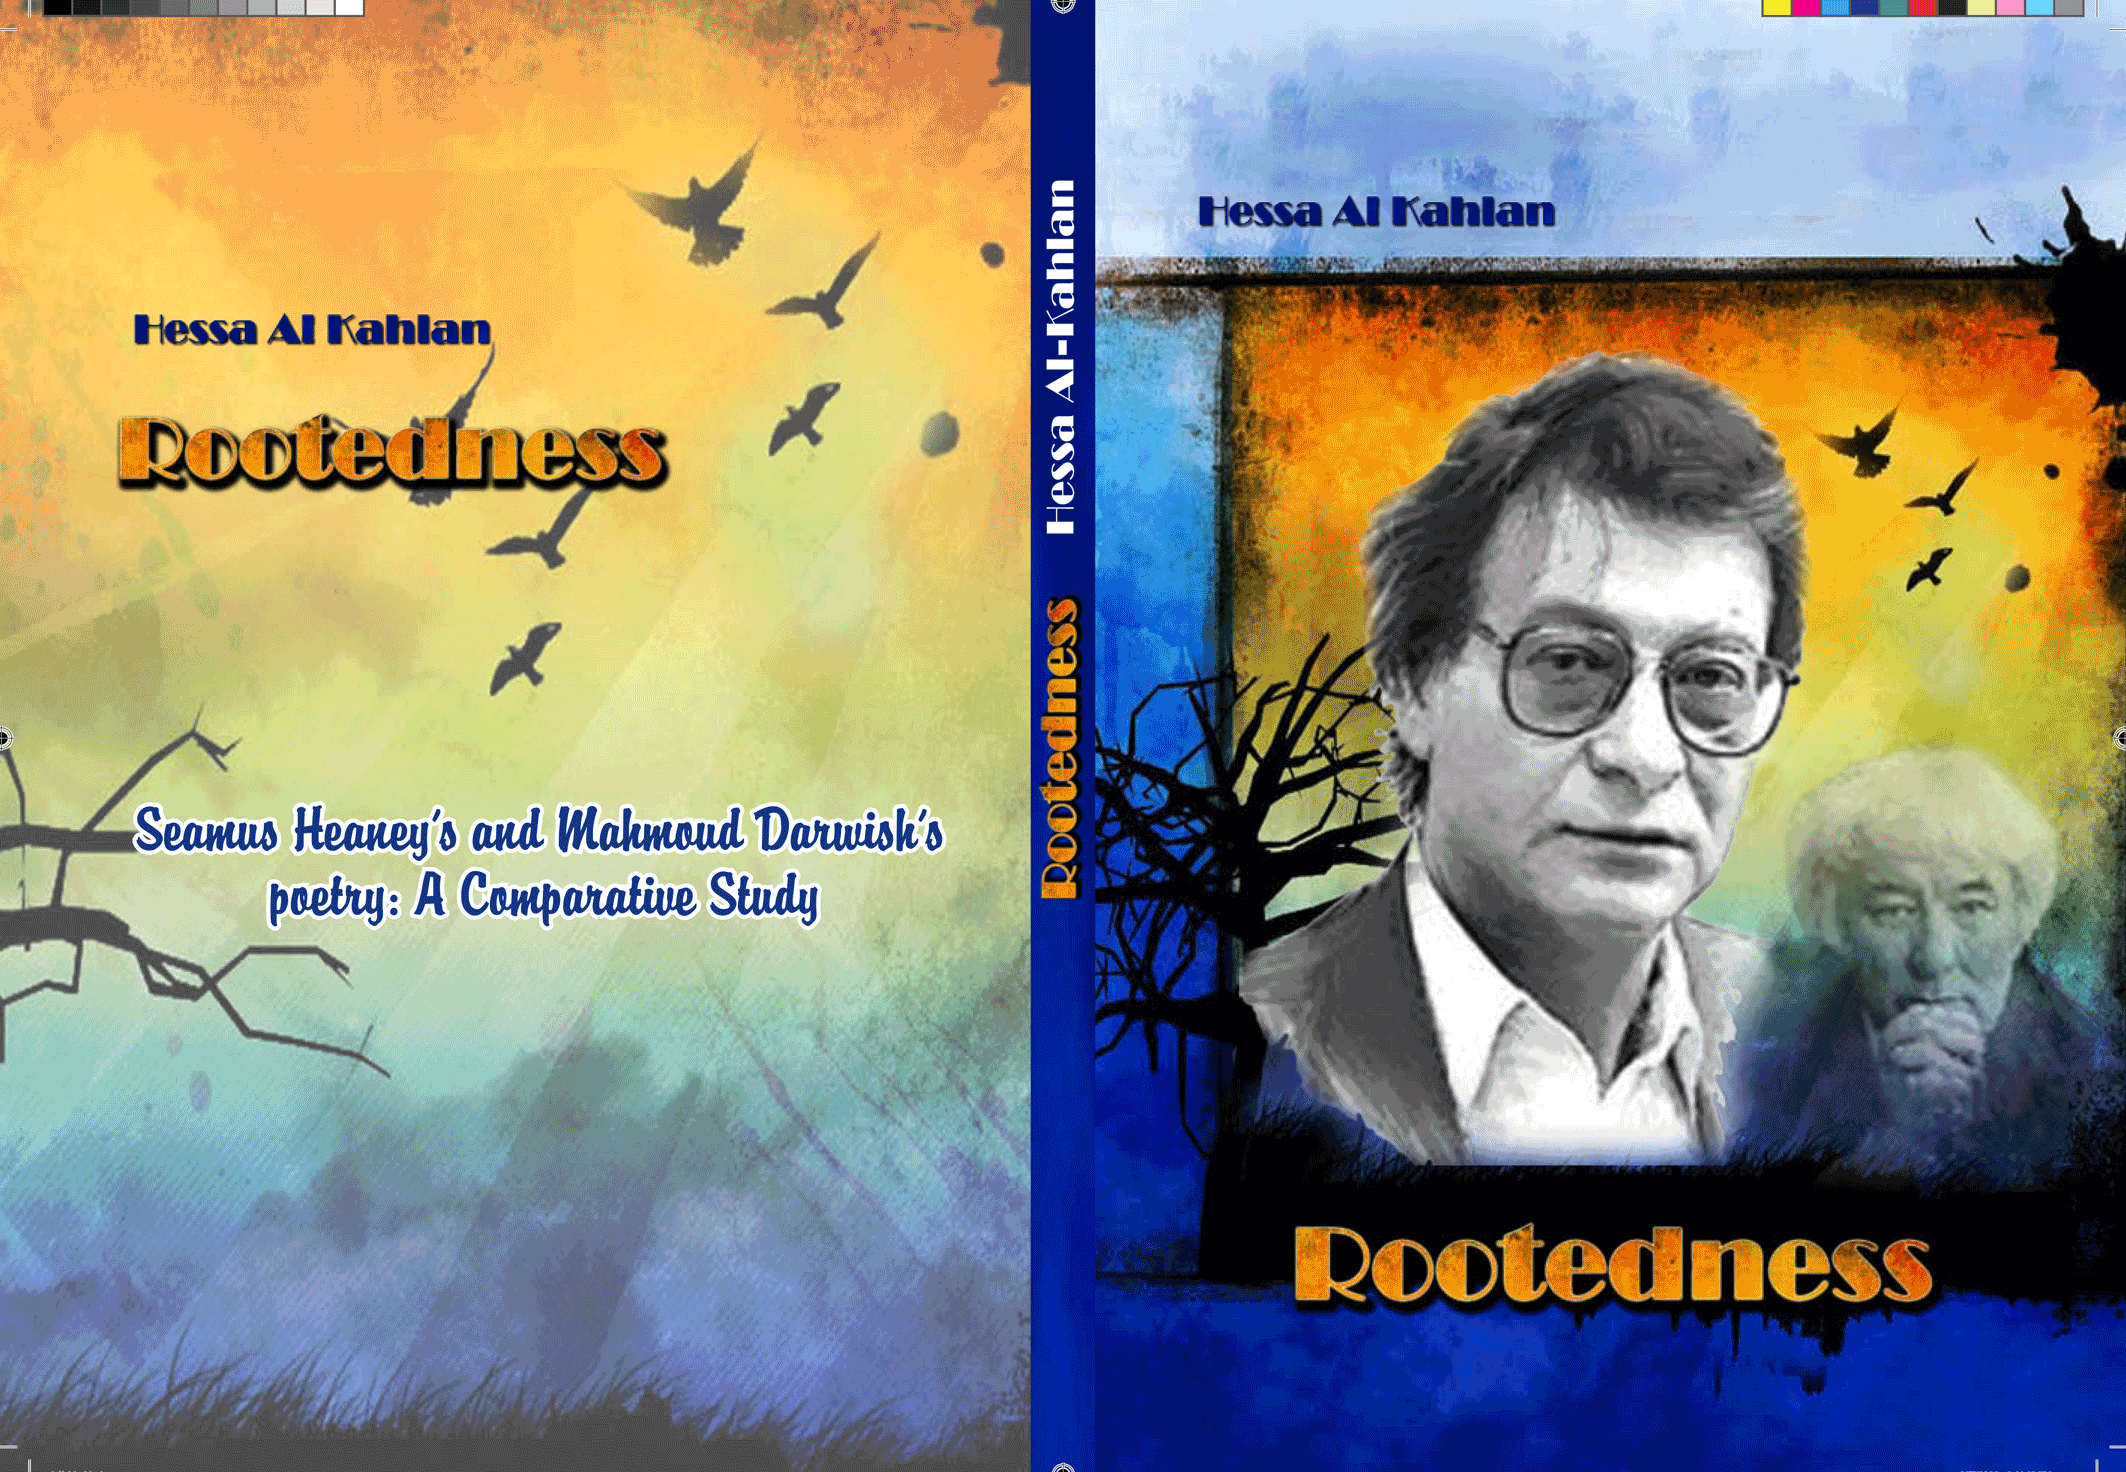 Hessa Al Kahlan
Rootedness
Seamus Heaney's and Mahmoud Darwish's
poetry: A Comparative Study
Hessa Al-Kahlan
Rootedness
Hessa Al Kahlan
Rootedness